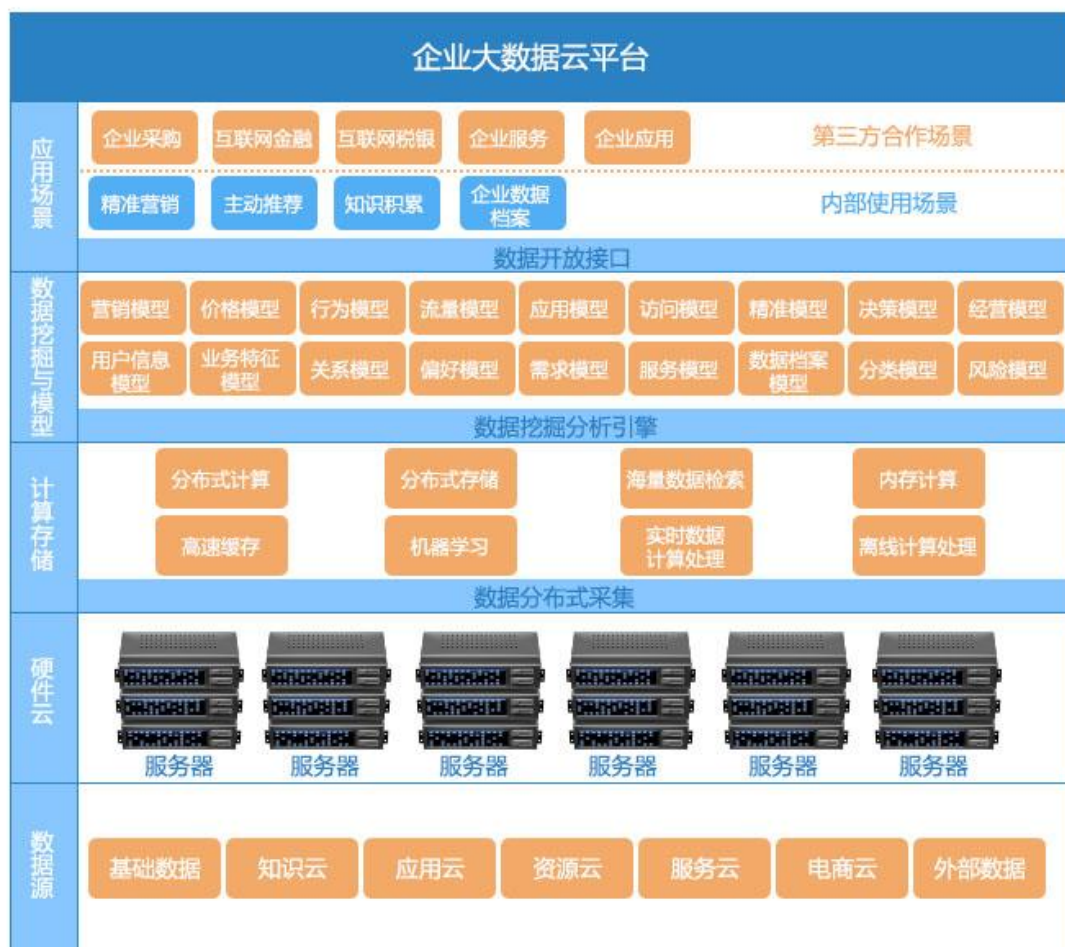 企业大数据云平台
应用场景
企业采购 互联网金融 互联网税银 企业服务 企业应用 第三方合作场景
精准营销 主动推荐 知识积累 企业数据 内部使用场景
档案
数据开放接口
数据挖掘与模型
营销模型 价格模型 行为模型 流量模型 应用模型 访问模型 精准模型 决策模型 经营模型
用户信息 业务特征 关系模型 偏好模型 需求模型 服务模型 数据档案 分类模型 风险模型
模型 模型 模型
数据挖掘分析引擎
计算存储
分布式计算 分布式存储 海量数据检索 内存计算
高速缓存 机器学习 实时数据 离线计算处理
计算处理
数据分布式采集
硬件云
服务器 服务器 服务器 服务器 服务器 服务器
数据源
基础数据 知识云 应用云 资源云 服务云 电商云 外部数据